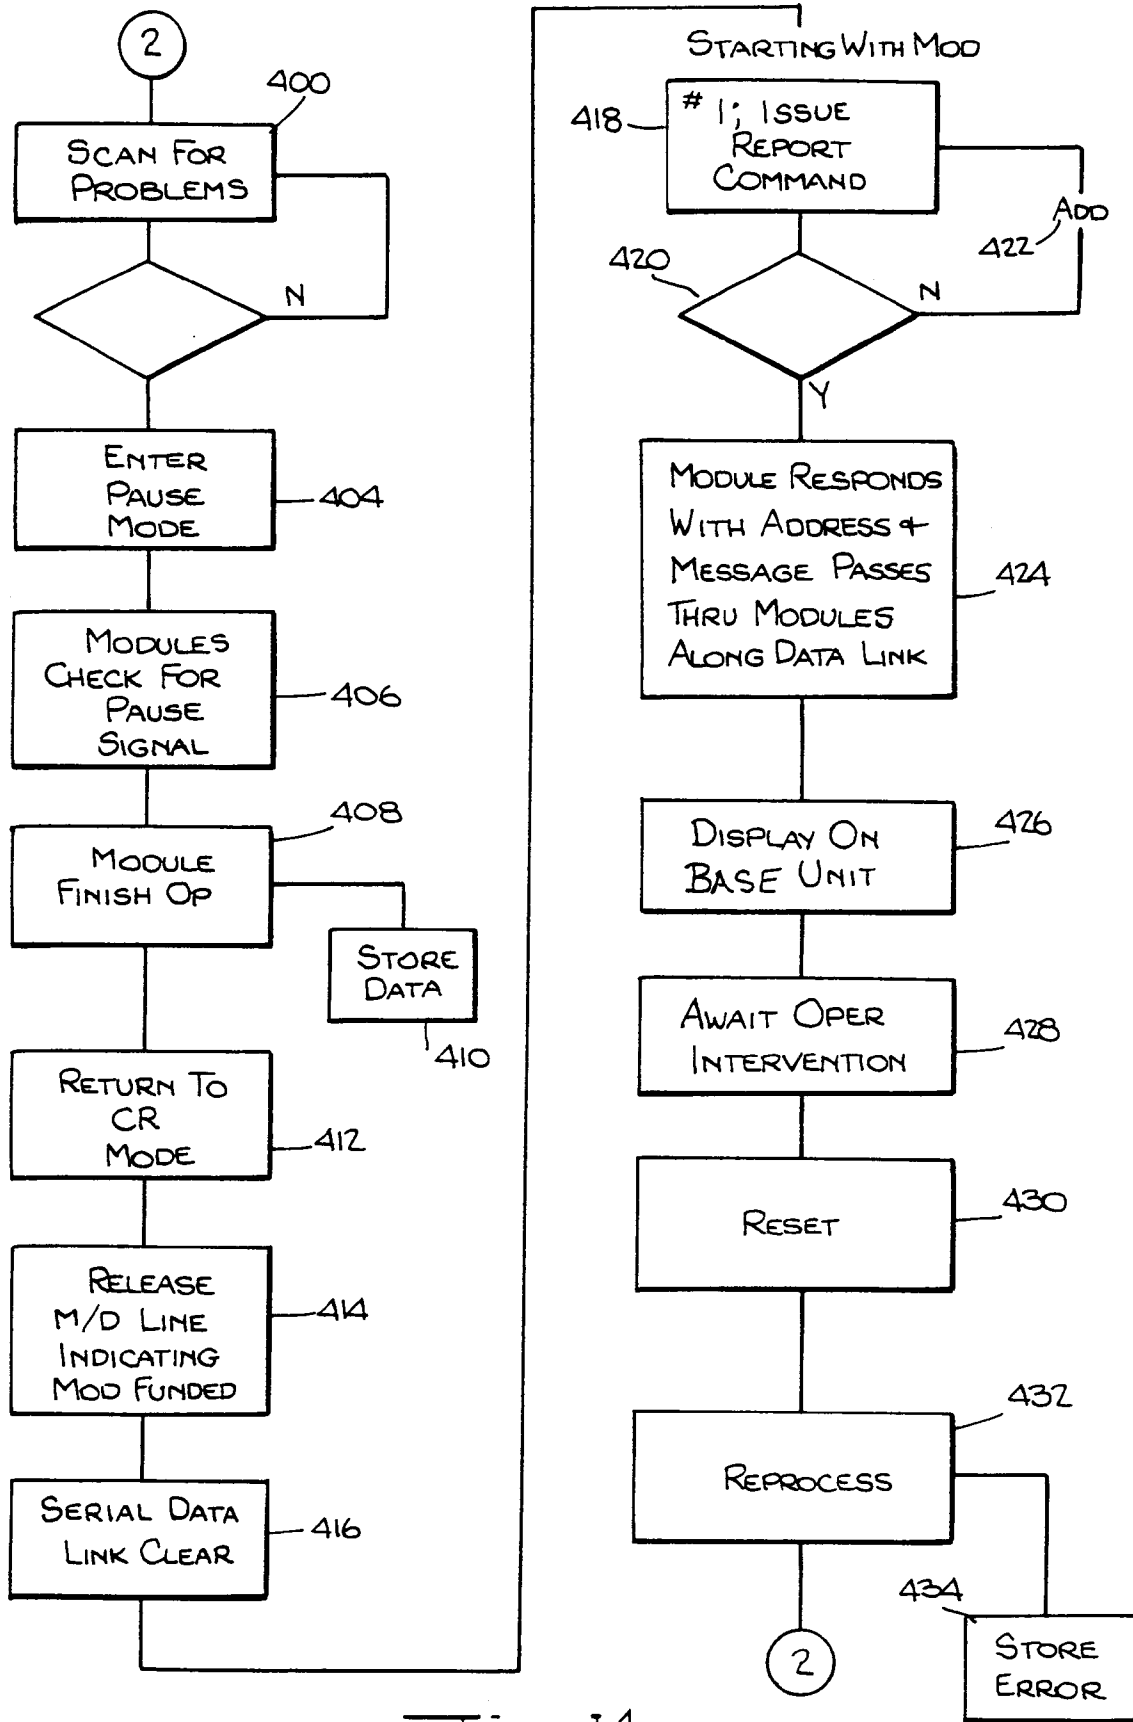 2
400
SCAN FOR
PROBLEMS
N
ENTER
PAUSE
MODE
404
MODULES
CHECK FOR
PAUSE
SIGNAL
406
408
MODULE
FINISH OP
STORE
DATA
410
RETURN TO
CR
MODE
412
RELEASE
M/D LINE
INDICATING
MOD FUNDED
414
SERIAL DATA
LINK CLEAR
416
STARTING WITH MOD
418
# 1; ISSUE
REPORT
COMMAND
ADD
422
420
N
Y
MODULE RESPONDS
WITH ADDRESS &
MESSAGE PASSES
THRU MODULES
ALONG DATA LINK
424
DISPLAY ON
BASE UNIT
426
AWAIT OPER
INTERVENTION
428
RESET
430
432
REPROCESS
434
STORE
ERROR
2